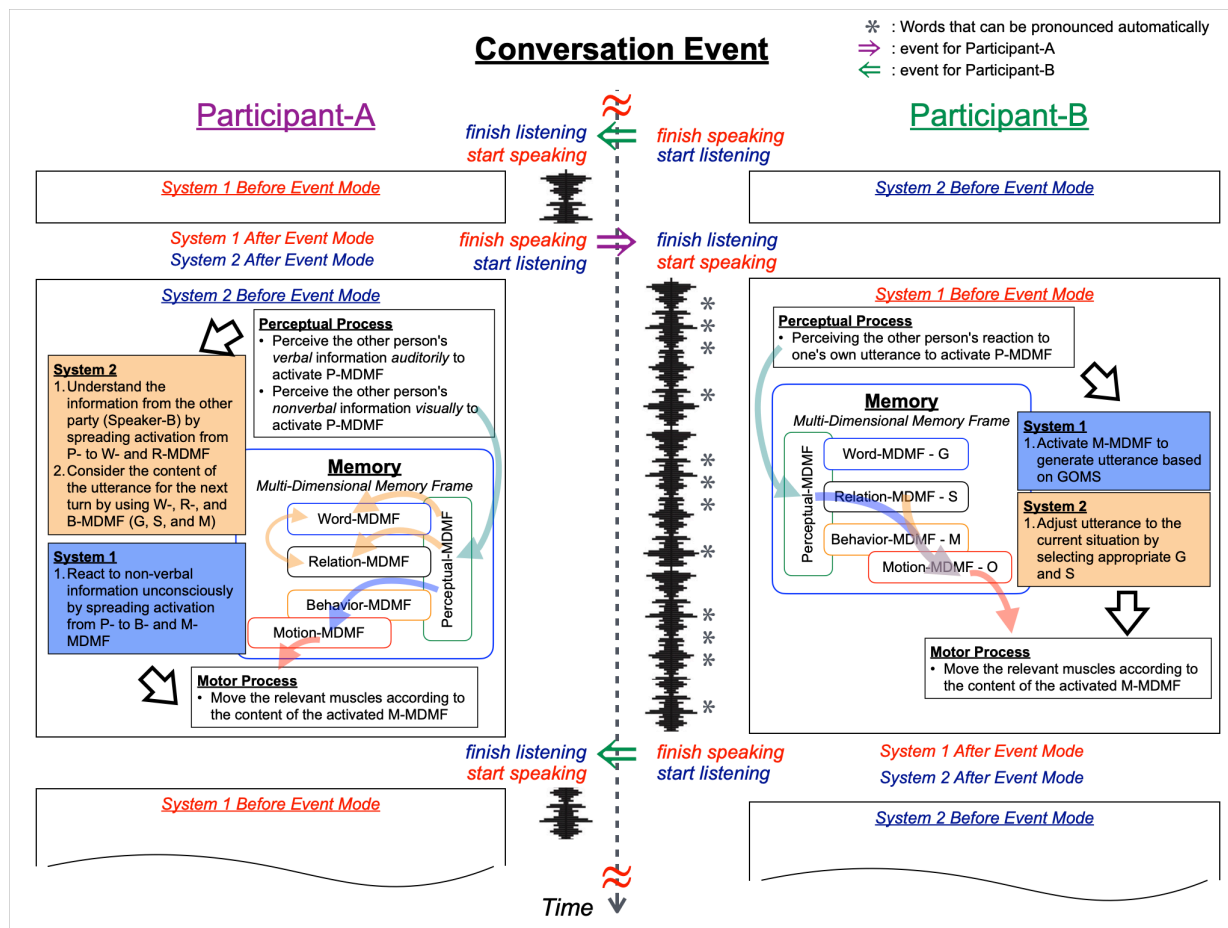 * : Words that can be pronounced automatically
: event for Participant-A
: event for Participant-B
Conversation Event
Participant-A
Participant-B
finish listening
start speaking
finish speaking
start listening
System 1 Before Event Mode
System 2 Before Event Mode
System 1 After Event Mode
System 2 After Event Mode
finish speaking
start listening
finish listening
start speaking
System 2 Before Event Mode
Perceptual Process
• Perceive the other person's
verbal information auditorily to
activate P-MDMF
• Perceive the other person's
nonverbal information visually to
activate P-MDMF
System 2
1. Understand the
information from the other
party (Speaker-B) by
spreading activation from
P- to W- and R-MDMF
2. Consider the content of
the utterance for the next
turn by using W-, R-, and
B-MDMF (G, S, and M)
System 1
1. React to non-verbal
information unconsciously
by spreading activation
from P- to B- and M-
MDMF
Memory
Multi-Dimensional Memory Frame
Word-MDMF
Relation-MDMF
Behavior-MDMF
Motion-MDMF
Perceptual-MDMF
Motor Process
• Move the relevant muscles according to
the content of the activated M-MDMF
*
*
*
*
*
*
*
*
*
*
*
*
System 1 Before Event Mode
Perceptual Process
• Perceiving the other person's reaction to
one's own utterance to activate P-MDMF
Memory
Multi-Dimensional Memory Frame
Perceptual-MDMF
Word-MDMF - G
Relation-MDMF - S
Behavior-MDMF - M
Motion-MDMF - O
System 1
1. Activate M-MDMF to
generate utterance based
on GOMS
System 2
1. Adjust utterance to the
current situation by
selecting appropriate G
and S
Motor Process
• Move the relevant muscles according to
the content of the activated M-MDMF
finish listening
start speaking
finish speaking
start listening
System 1 After Event Mode
System 2 After Event Mode
System 1 Before Event Mode
System 2 Before Event Mode
Time